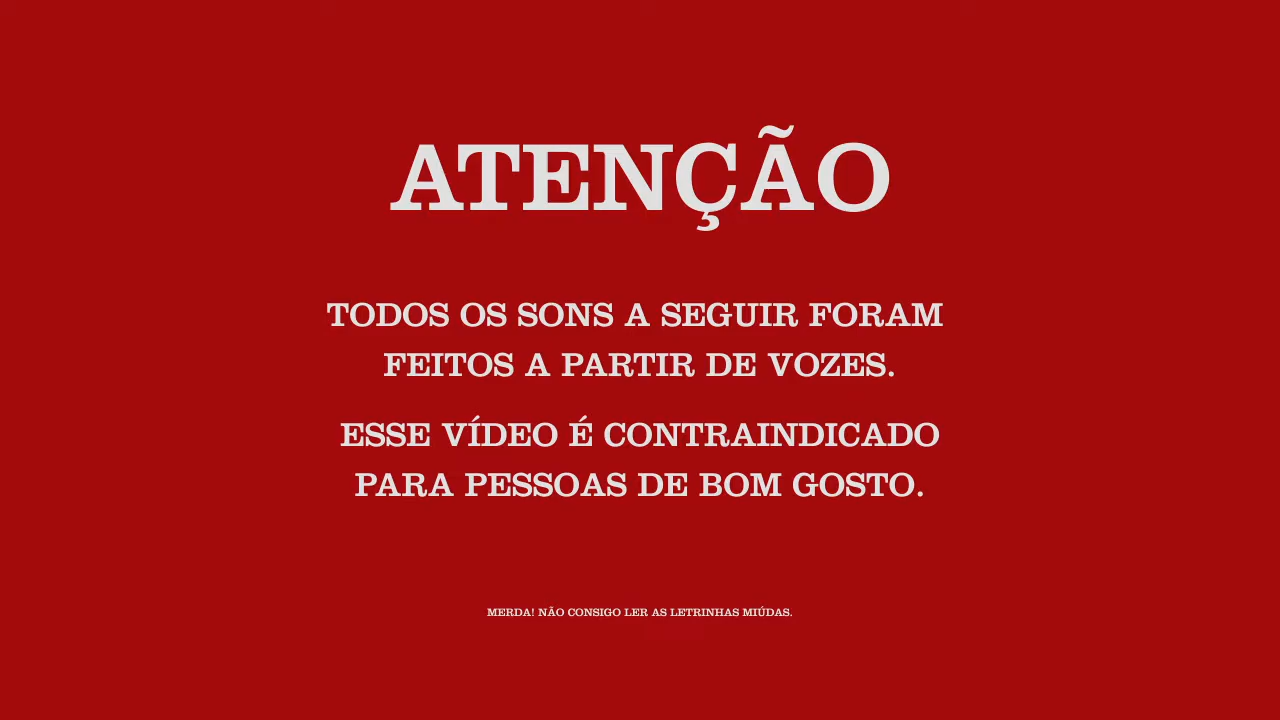 ATENÇÃO
TODOS OS SONS A SEGUIR FORAM
FEITOS A PARTIR DE VOZES.
ESSE VÍDEO É CONTRAINDICADO
PARA PESSOAS DE BOM GOSTO.
MERDA! NÃO CONSIGO LER AS LETRINHAS MIÚDAS.